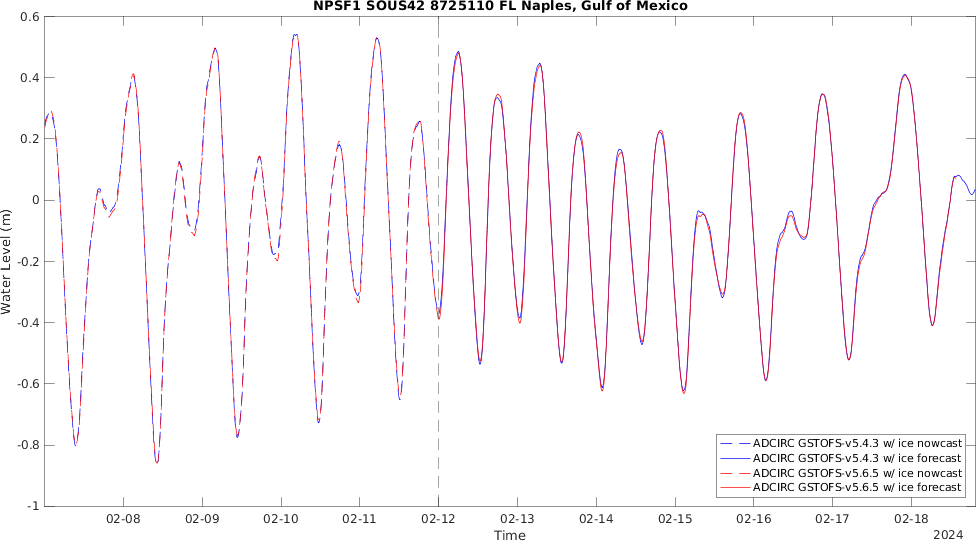 NPSF1 SOUS42 8725110 FL Naples, Gulf of Mexico
0.6
0.4
0.2
0
-0.2
-0.4
-0.6
-0.8
-1
Water Level (m)
ADCIRC GSTOFS-v5.4.3 w/ ice nowcast
ADCIRC GSTOFS-v5.4.3 w/ ice forecast
ADCIRC GSTOFS-v5.6.5 w/ ice nowcast
ADCIRC GSTOFS-v5.6.5 w/ ice forecast
02-08 02-09 02-10 02-11 02-12 02-13 02-14 02-15 02-16 02-17 02-18
Time
2024